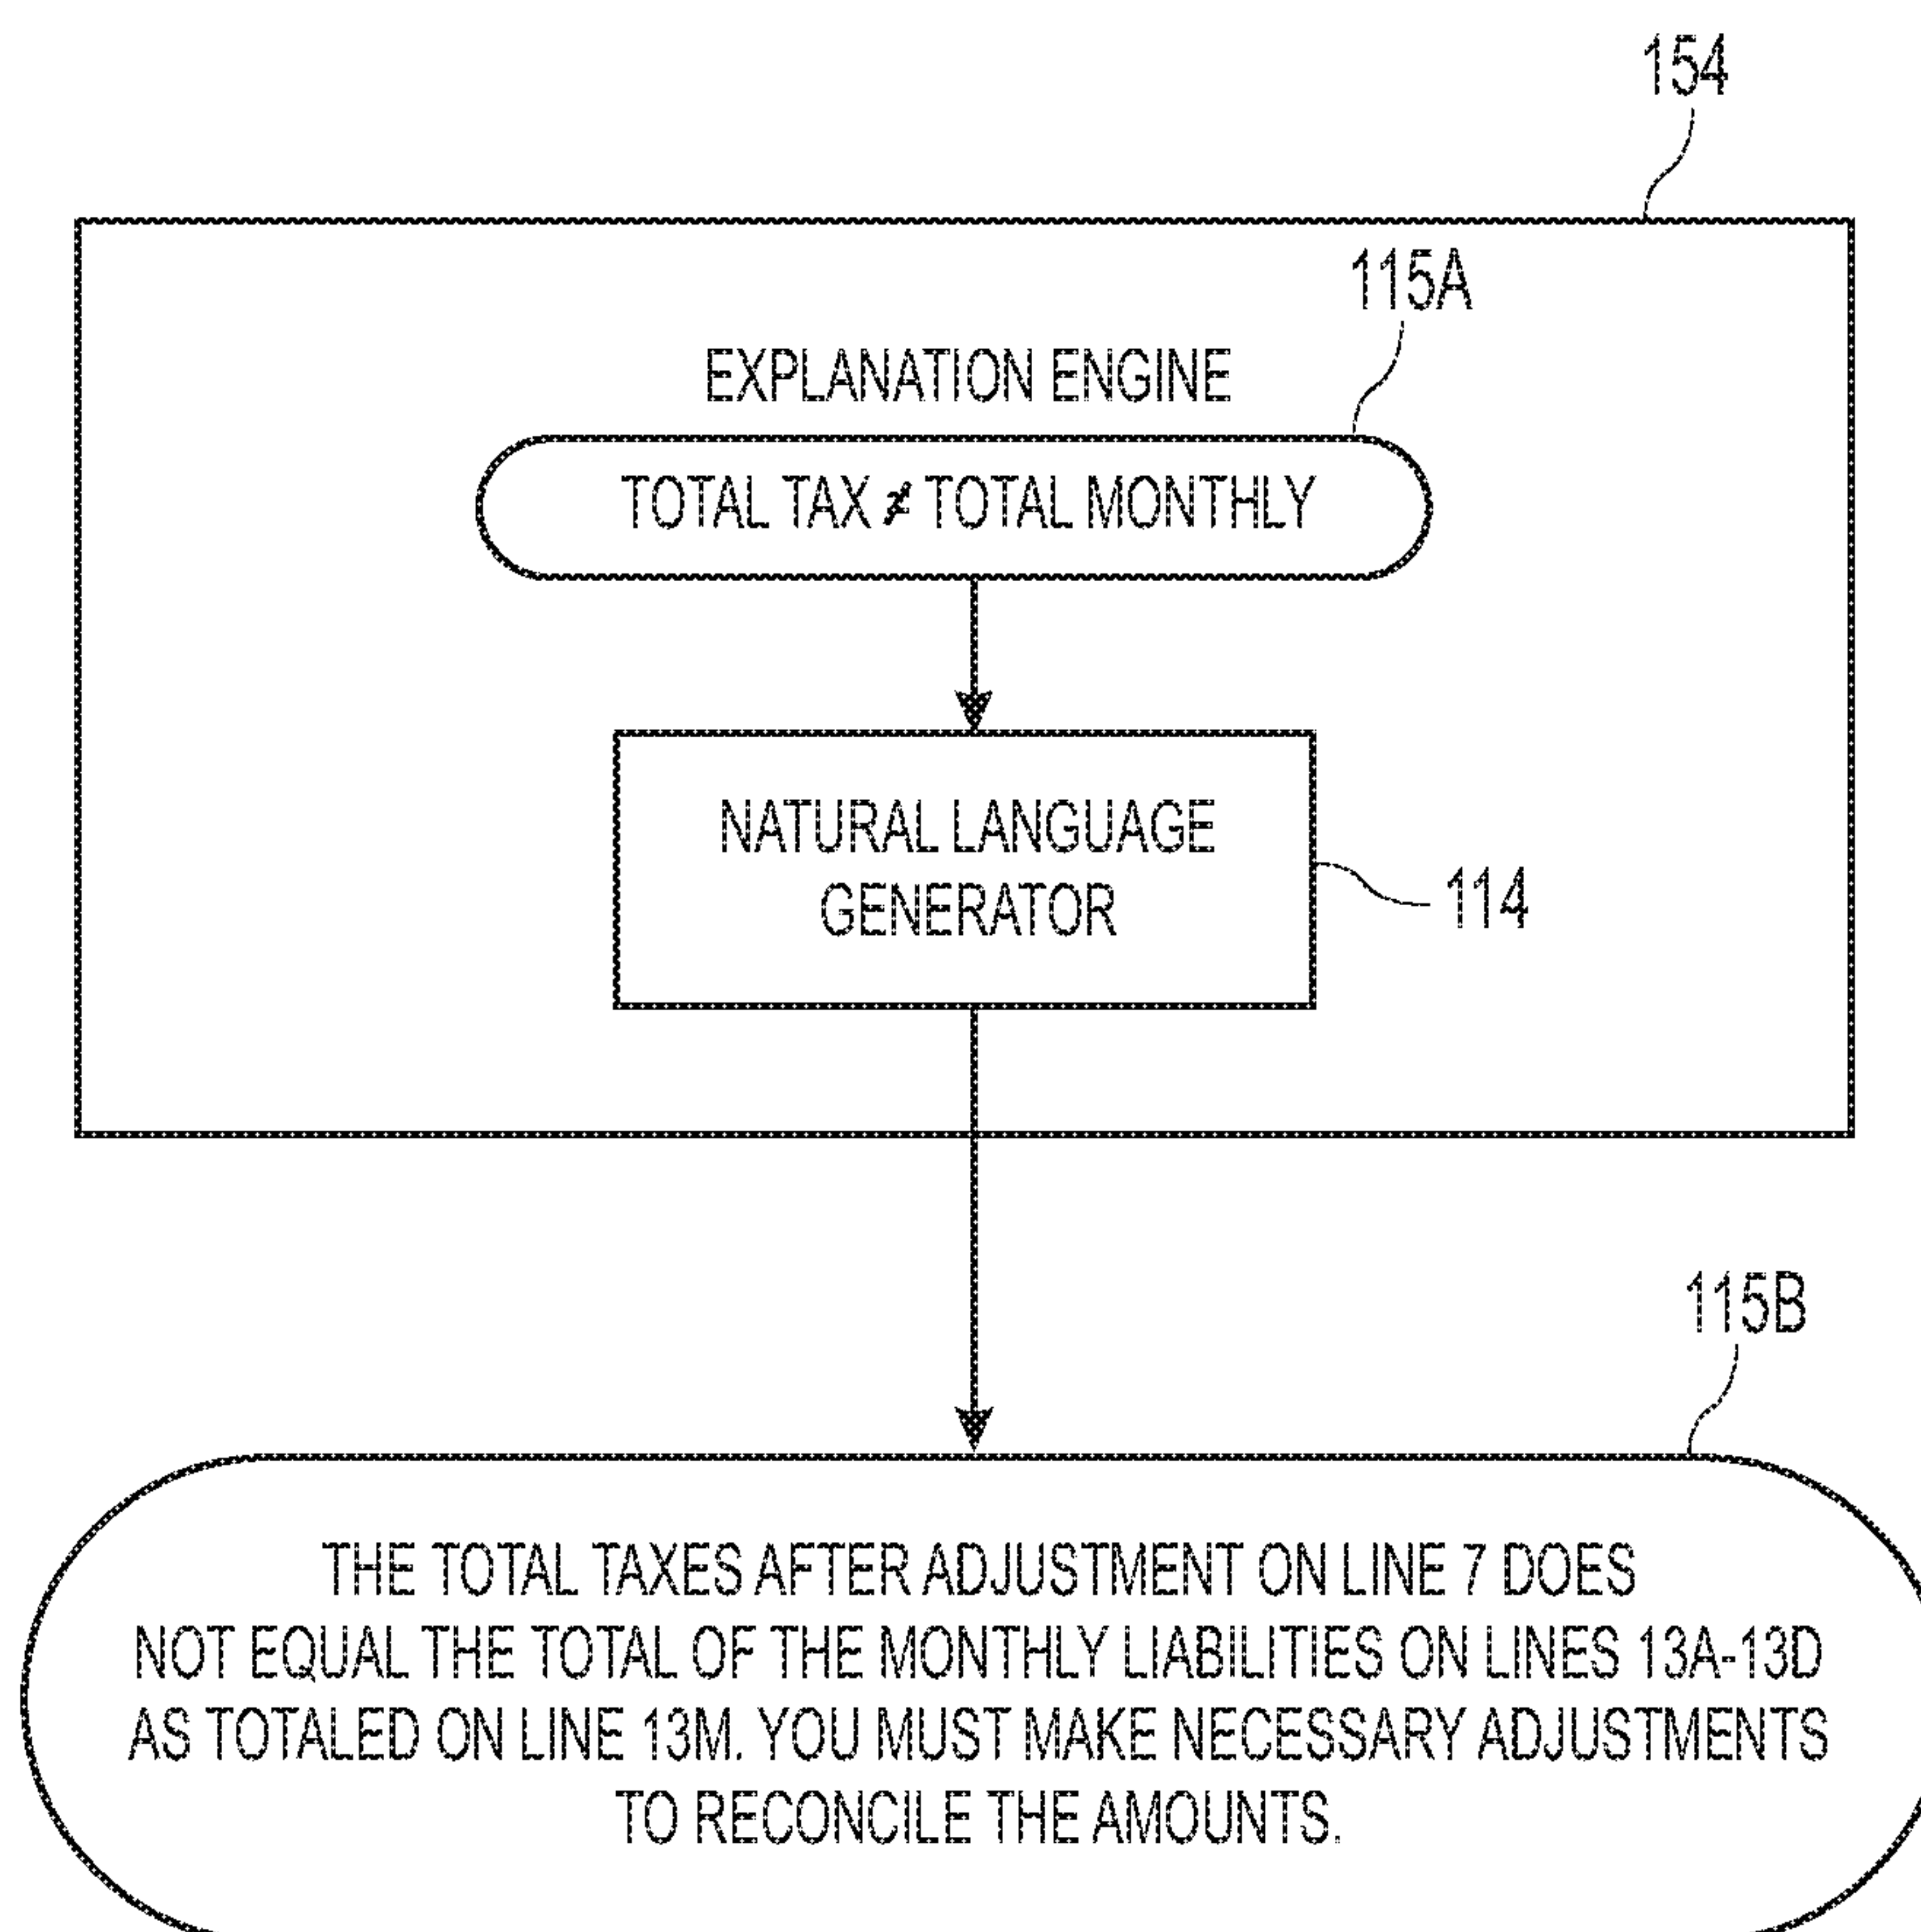 154
115A
EXPLANATION ENGINE
TOTAL TAX ≠ TOTAL MONTHLY
NATURAL LANGUAGE
GENERATOR
114
115B
THE TOTAL TAXES AFTER ADJUSTMENT ON LINE 7 DOES
NOT EQUAL THE TOTAL OF THE MONTHLY LIABILITIES ON LINES 13A-13D
AS TOTALED ON LINE 13M. YOU MUST MAKE NECESSARY ADJUSTMENTS
TO RECONCILE THE AMOUNTS.